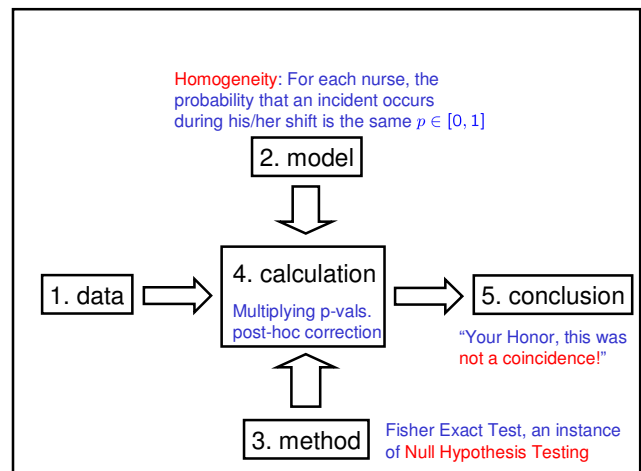 Homogeneity: For each nurse, the
probability that an incident occurs
during his/her shift is the same p ∈ [0, 1]
2. model
1. data
4. calculation
Multiplying p-vals.
post-hoc correction
5. conclusion
“Your Honor, this was
not a coincidence!”
3. method
Fisher Exact Test, an instance
of Null Hypothesis Testing